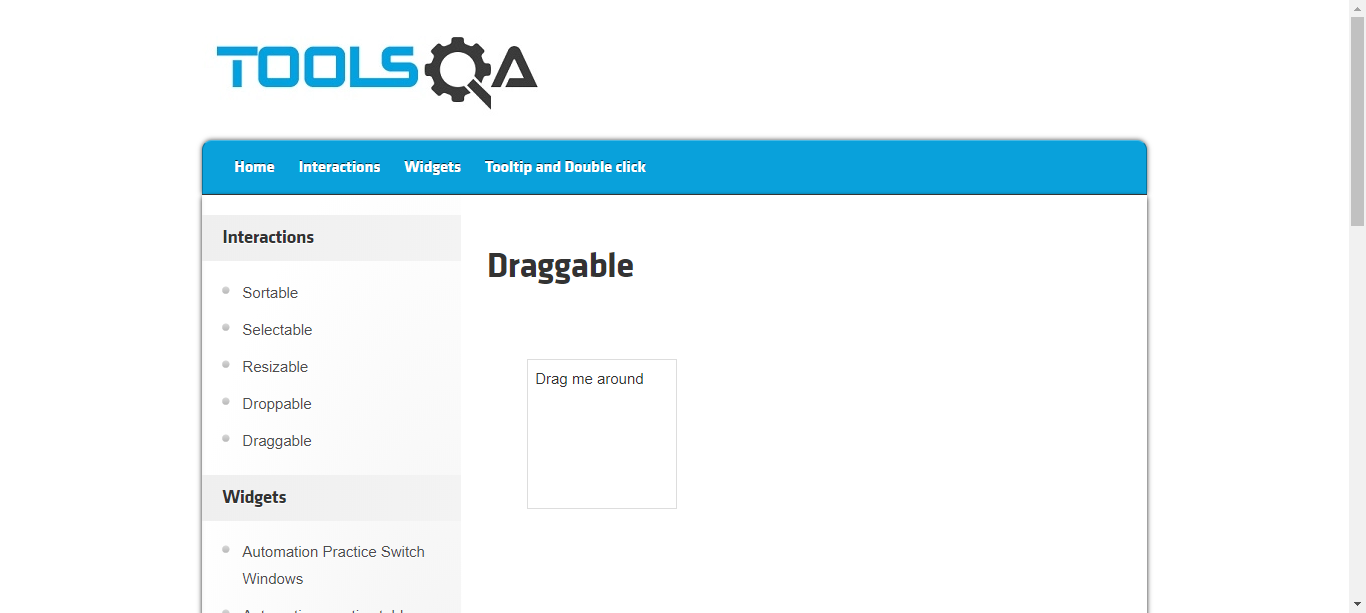 TOOLSQA
Home Interactions Widgets Tooltip and Double click
Interactions
Sortable
Selectable
Resizable
Droppable
Draggable
Widgets
Automation Practice Switch
Windows
Draggable
Drag me around